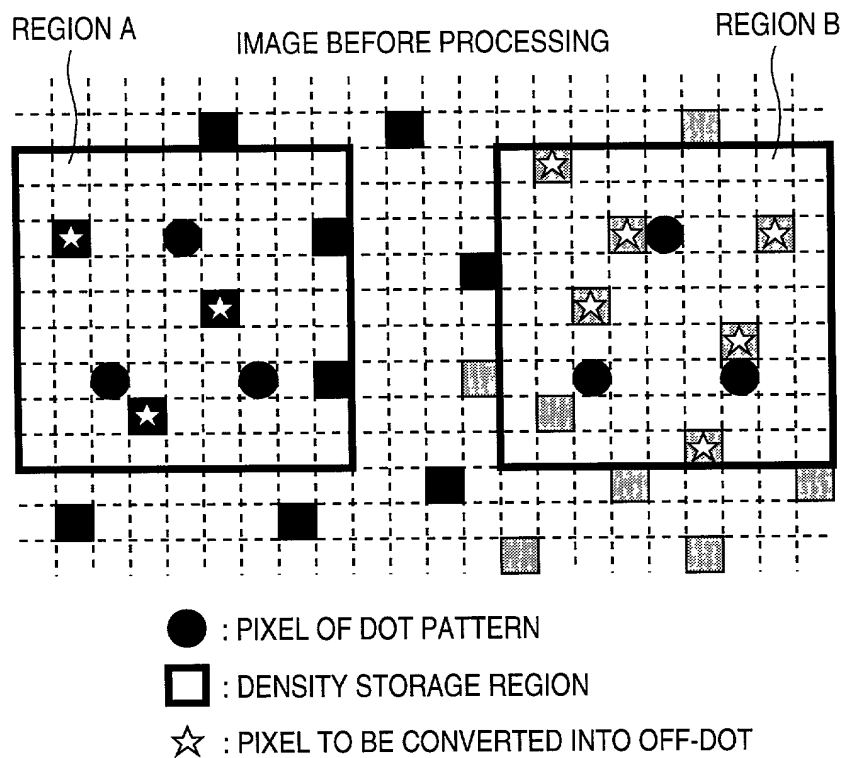 REGION A
IMAGE BEFORE PROCESSING
REGION B
: PIXEL OF DOT PATTERN
: DENSITY STORAGE REGION
: PIXEL TO BE CONVERTED INTO OFF-DOT